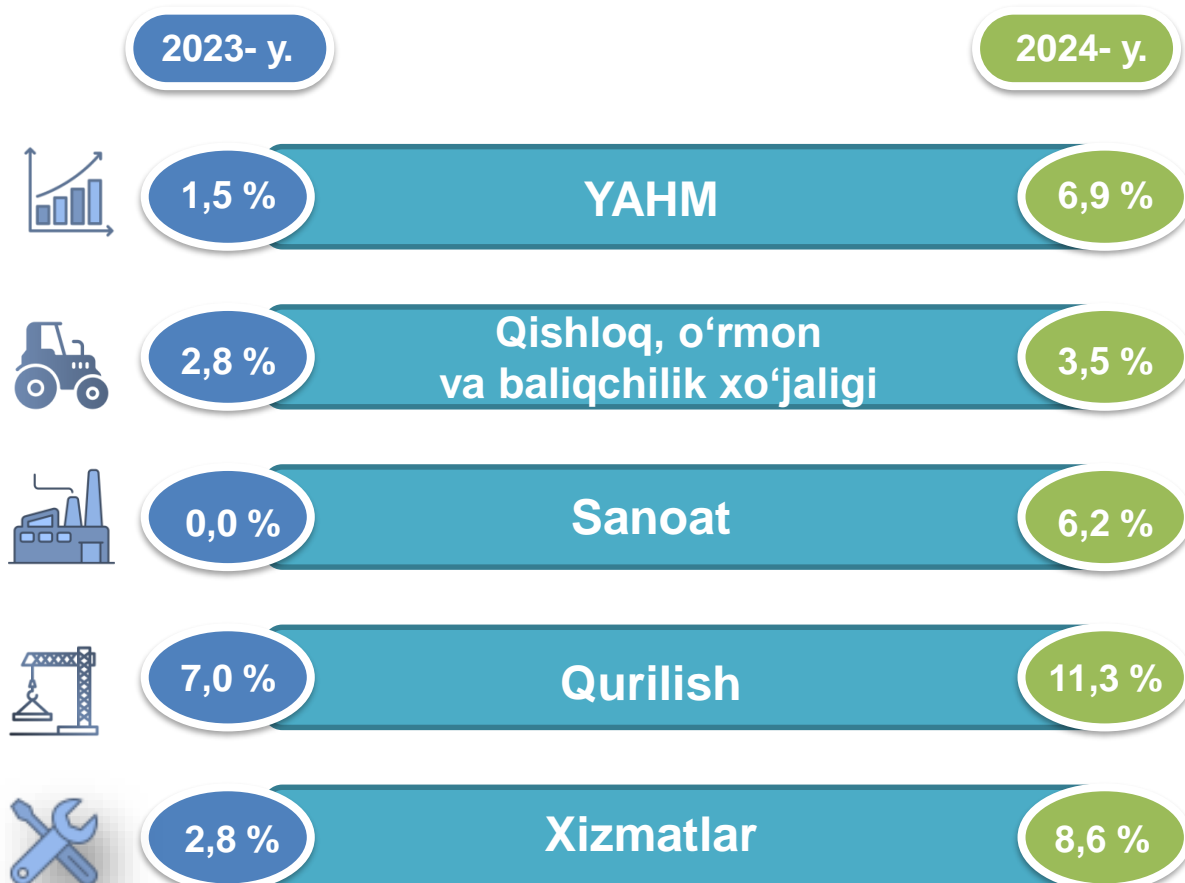 2023- y.
2024- y.
1,5 %
YAHM
6,9 %
2,8 %
Qishloq, o‘rmon
va baliqchilik xo‘jaligi
3,5 %
0,0 %
Sanoat
6,2 %
7,0 %
Qurilish
11,3 %
2,8 %
Xizmatlar
8,6 %